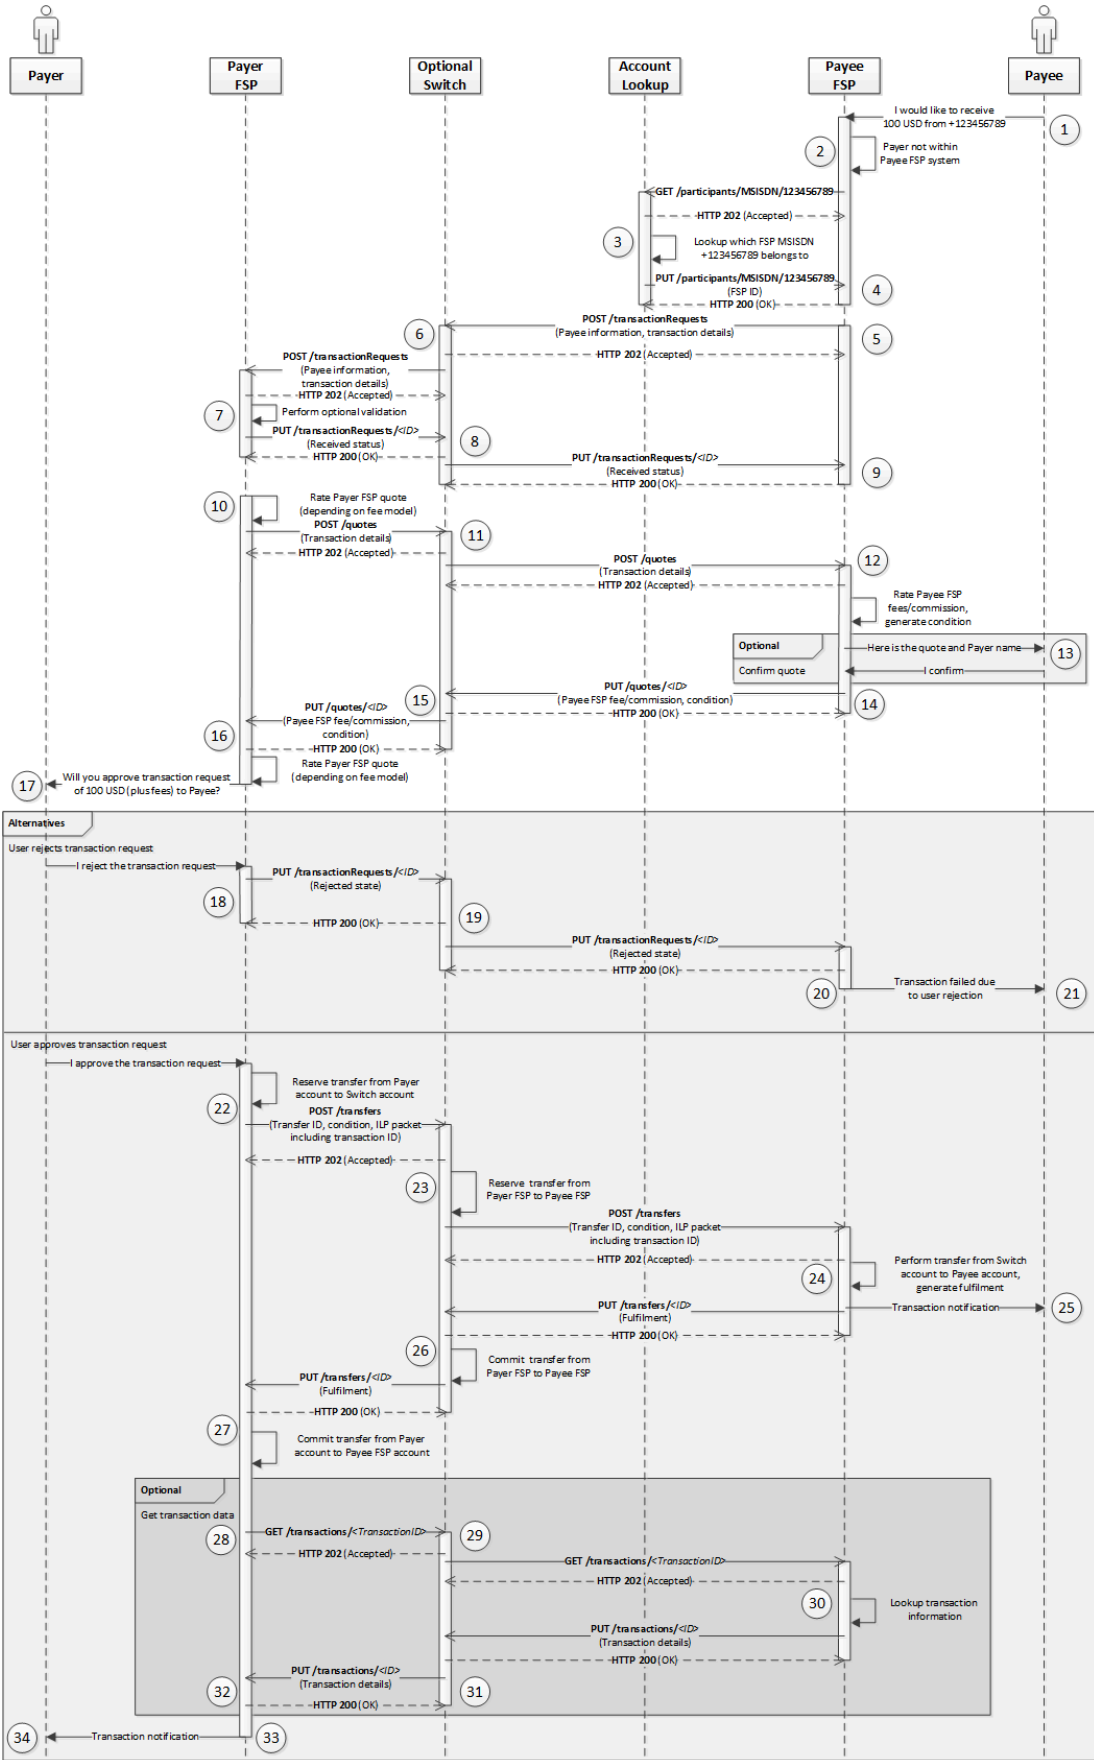 Payer
Payer
FSP
Optional
Switch
Account
Lookup
Payee
FSP
Payee
I would like to receive
100 USD from +123456789
1
2
Payer not within
Payee FSP system
GET /participants/MSISDN/123456789
HTTP 202 (Accepted)
3
Lookup which FSP MSISDN
+123456789 belongs to
PUT /participants/MSISDN/123456789
(FSP ID)
4
HTTP 200 (OK)
POST /transactionRequests
(Payee information, transaction details)
5
6
HTTP 202 (Accepted)
POST /transactionRequests
(Payee information,
transaction details)
HTTP 202 (Accepted)
7
Perform optional validation
PUT /transactionRequests/<ID>
(Received status)
8
HTTP 200 (OK)
PUT /transactionRequests/<ID>
(Received status)
9
HTTP 200 (OK)
10
Rate Payer FSP quote
(depending on fee model)
POST /quotes
(Transaction details)
11
HTTP 202 (Accepted)
POST /quotes
(Transaction details)
12
HTTP 202 (Accepted)
Rate Payee FSP
fees/commission,
generate condition
Optional
Here is the quote and Payer name
13
Confirm quote
I confirm
PUT /quotes/<ID>
(Payee FSP fee/commission, condition)
14
15
HTTP 200 (OK)
PUT /quotes/<ID>
(Payee FSP fee/commission,
condition)
16
HTTP 200 (OK)
Rate Payer FSP quote
(depending on fee model)
17
Will you approve transaction request
of 100 USD (plus fees) to Payee?
Alternatives
User rejects transaction request
I reject the transaction request
PUT /transactionRequests/<ID>
(Rejected state)
18
HTTP 200 (OK)
19
PUT /transactionRequests/<ID>
(Rejected state)
HTTP 200 (OK)
20
Transaction failed due
to user rejection
21
User approves transaction request
I approve the transaction request
Reserve transfer from Payer
account to Switch account
22
POST /transfers
(Transfer ID, condition, ILP packet
including transaction ID)
HTTP 202 (Accepted)
23
Reserve transfer from
Payer FSP to Payee FSP
POST /transfers
(Transfer ID, condition, ILP packet
including transaction ID)
HTTP 202 (Accepted)
24
Perform transfer from Switch
account to Payee account,
generate fulfilment
PUT /transfers/<ID>
(Fulfilment)
Transaction notification
25
HTTP 200 (OK)
26
Commit transfer from
Payer FSP to Payee FSP
PUT /transfers/<ID>
(Fulfilment)
HTTP 200 (OK)
27
Commit transfer from Payer
account to Payee FSP account
Optional
Get transaction data
28
GET /transactions/<TransactionID>
29
HTTP 202 (Accepted)
GET /transactions/<TransactionID>
HTTP 202 (Accepted)
30
Lookup transaction
information
PUT /transactions/<ID>
(Transaction details)
HTTP 200 (OK)
PUT /transactions/<ID>
(Transaction details)
31
32
HTTP 200 (OK)
34
Transaction notification
33